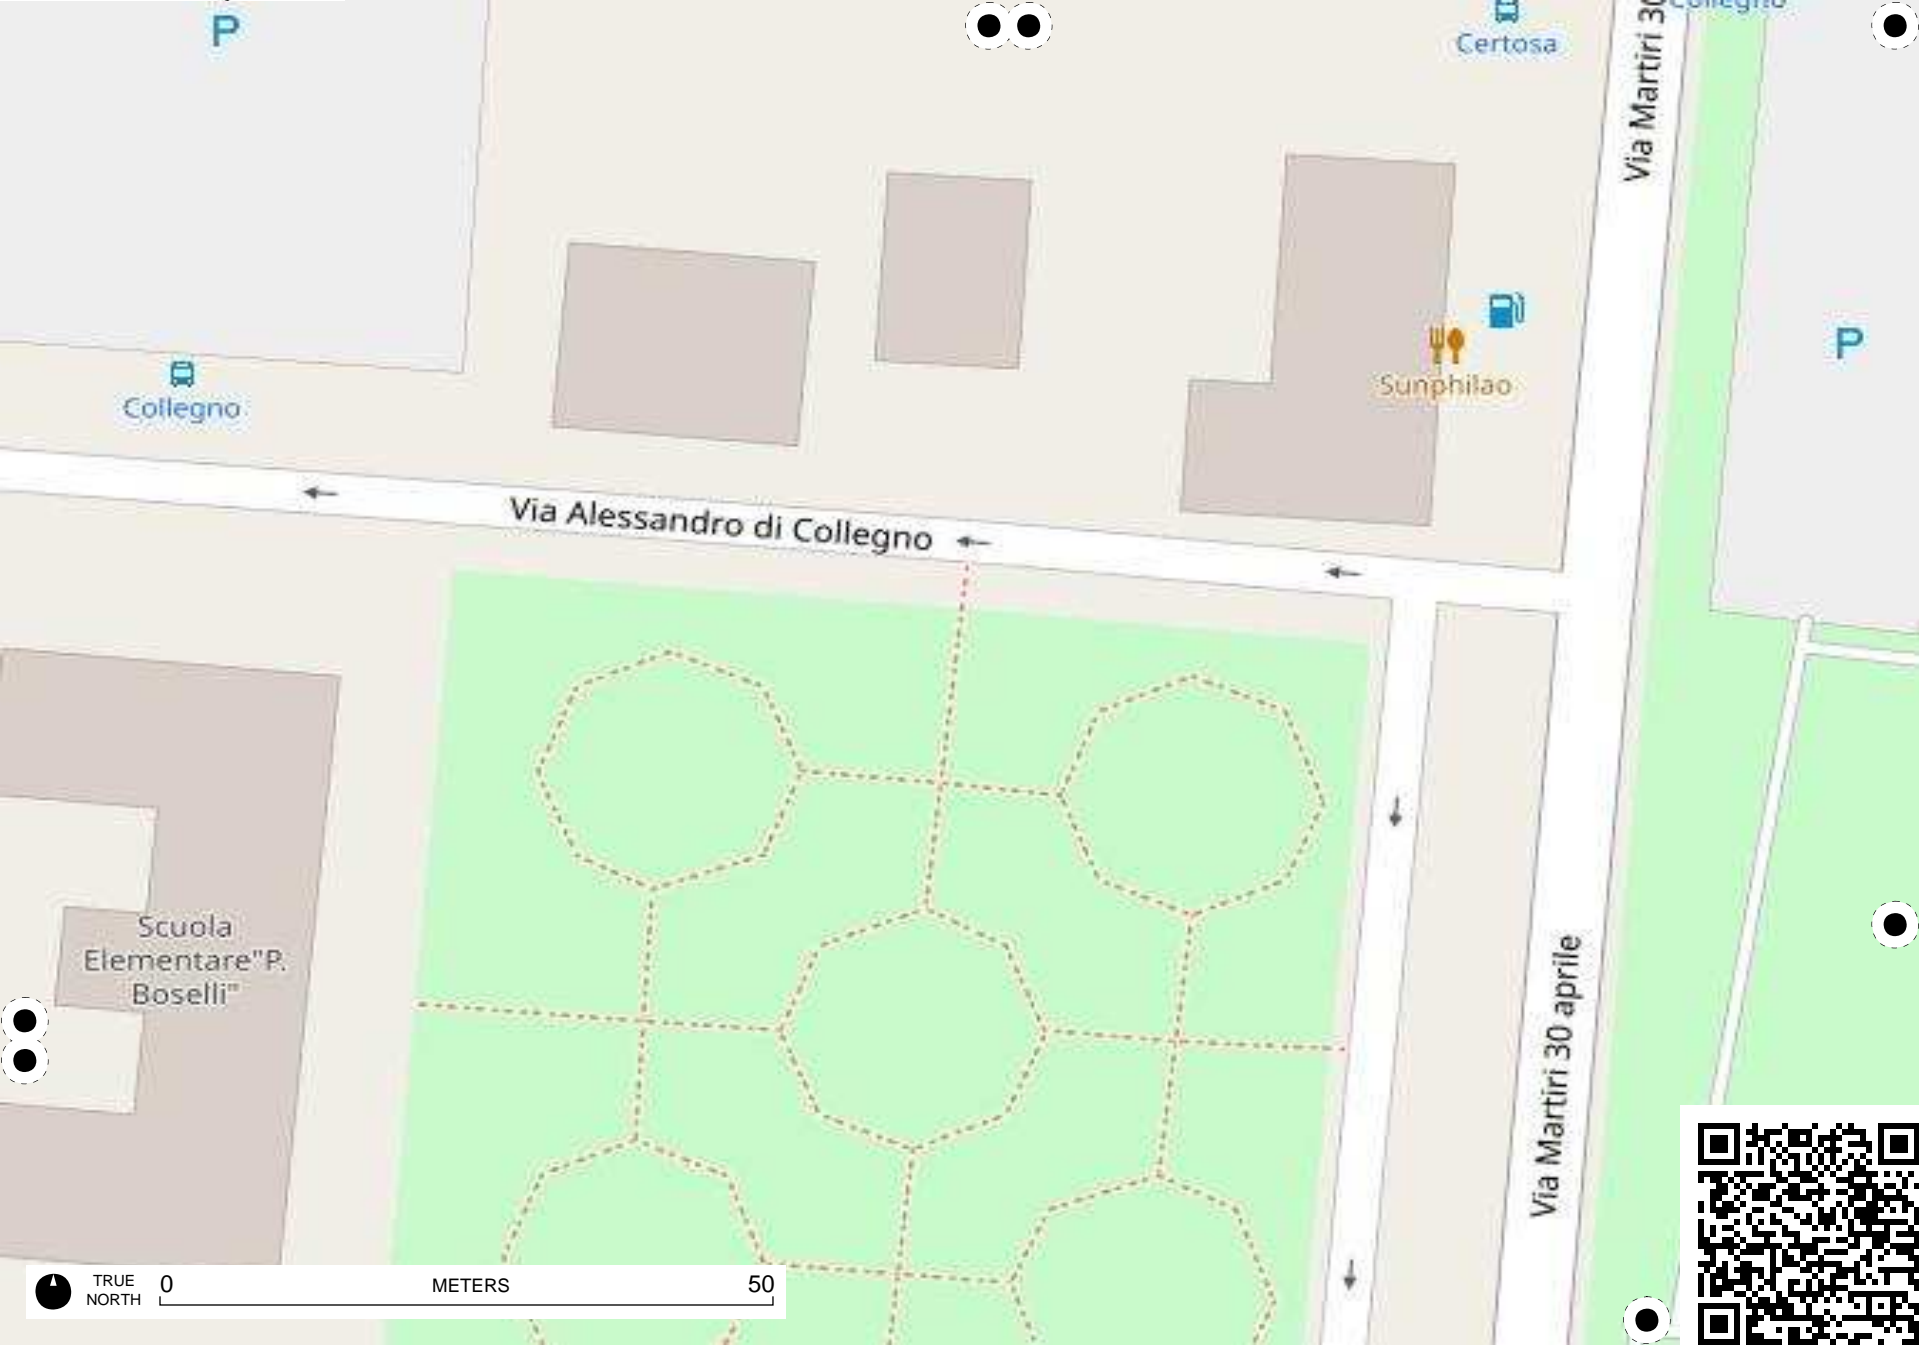 P
Certosa
Collegno
Via Martiri 30
P
Sunphilao
Collegno
Via Alessandro di Collegno
Scuola
Elementare"P.
Boselli"
Via Martiri 30 aprile
TRUE
NORTH
0
METERS
50